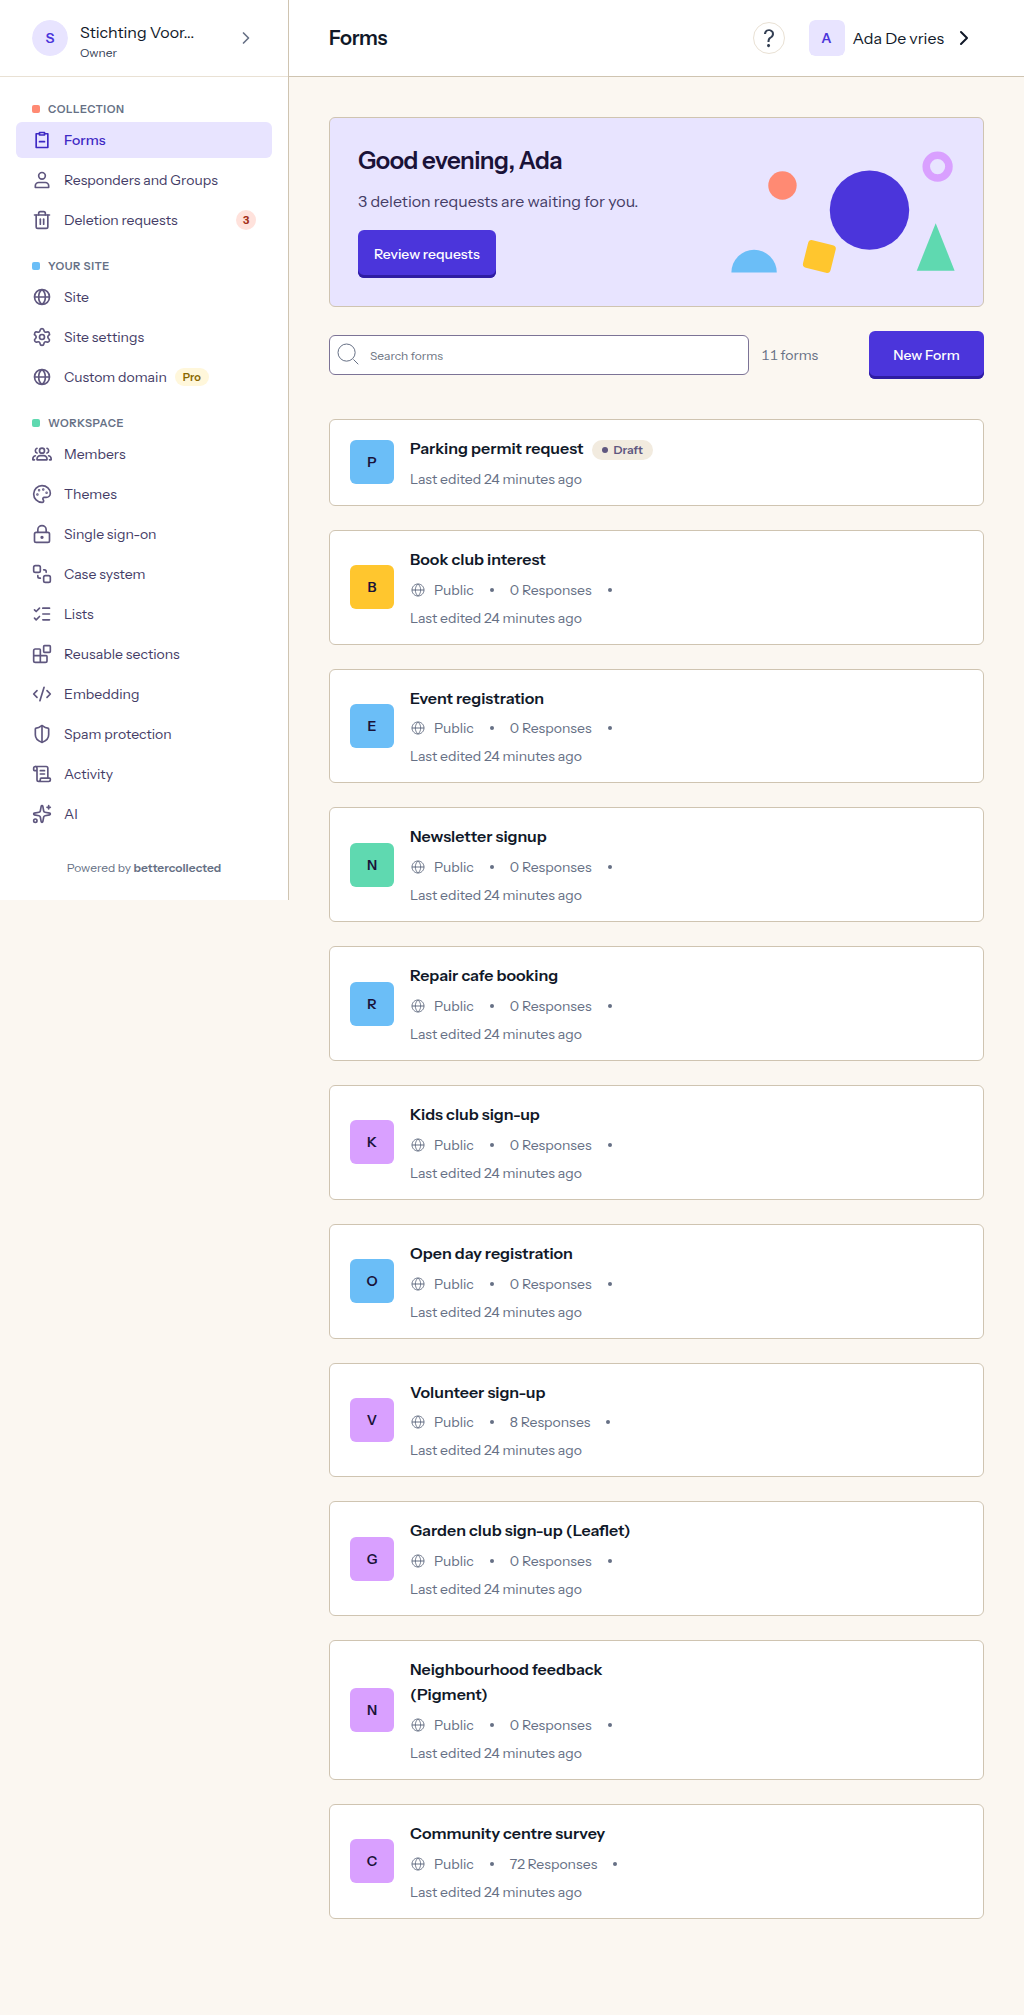 S
Stichting Voor...
Owner
COLLECTION
Forms
Responders and Groups
Deletion requests 3
YOUR SITE
Site
Site settings
Custom domain Pro
WORKSPACE
Members
Themes
Single sign-on
Case system
Lists
Reusable sections
Embedding
Spam protection
Activity
AI
Powered by bettercollected
Forms
?
A Ada De vries
Good evening, Ada
3 deletion requests are waiting for you.
Review requests
Search forms
11 forms
New Form
P
Parking permit request • Draft
Last edited 24 minutes ago
B
Book club interest
Public • 0 Responses •
Last edited 24 minutes ago
E
Event registration
Public • 0 Responses •
Last edited 24 minutes ago
N
Newsletter signup
Public • 0 Responses •
Last edited 24 minutes ago
R
Repair cafe booking
Public • 0 Responses •
Last edited 24 minutes ago
K
Kids club sign-up
Public • 0 Responses •
Last edited 24 minutes ago
O
Open day registration
Public • 0 Responses •
Last edited 24 minutes ago
V
Volunteer sign-up
Public • 8 Responses •
Last edited 24 minutes ago
G
Garden club sign-up (Leaflet)
Public • 0 Responses •
Last edited 24 minutes ago
N
Neighbourhood feedback
(Pigment)
Public • 0 Responses •
Last edited 24 minutes ago
C
Community centre survey
Public • 72 Responses •
Last edited 24 minutes ago